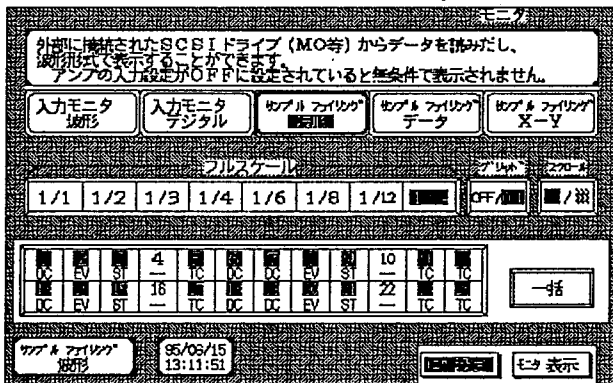 モニタ
外部に接続されたSCSIドライブ (MO等) からデータを読みだし、
波形形式で表示することができます。
アンプの入力設定がOFFに設定されていると無条件で表示されません。
入力モニタ 入力モニタ サンプル ファイリング サンプル ファイリング サンプル ファイリング
波形 デジタル データ X-Y
フルスケール グリッド スクロール
1/1 1/2 1/3 1/4 1/6 1/8 1/12 OFF/ /
4 10
DC EV ST — TC DC DC EV ST — TC TC
16 22
DC EV ST — TC DC DC EV ST — TC TC
一括
サンプル ファイリング
波形
95/06/15
13:11:51
モニタ 表示